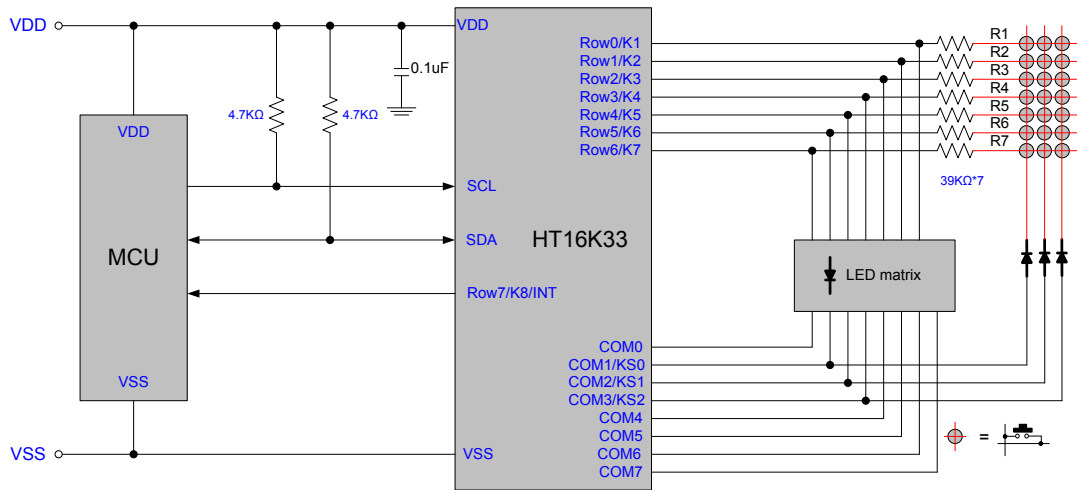 VDD
VDD
0.1uF
4.7KΩ
4.7KΩ
VDD
MCU
VSS
VSS
SCL
SDA
Row7/K8/INT
HT16K33
VSS
Row0/K1
Row1/K2
Row2/K3
Row3/K4
Row4/K5
Row5/K6
Row6/K7
R1
R2
R3
R4
R5
R6
R7
39KΩ*7
LED matrix
COM0
COM1/KS0
COM2/KS1
COM3/KS2
COM4
COM5
COM6
COM7
=